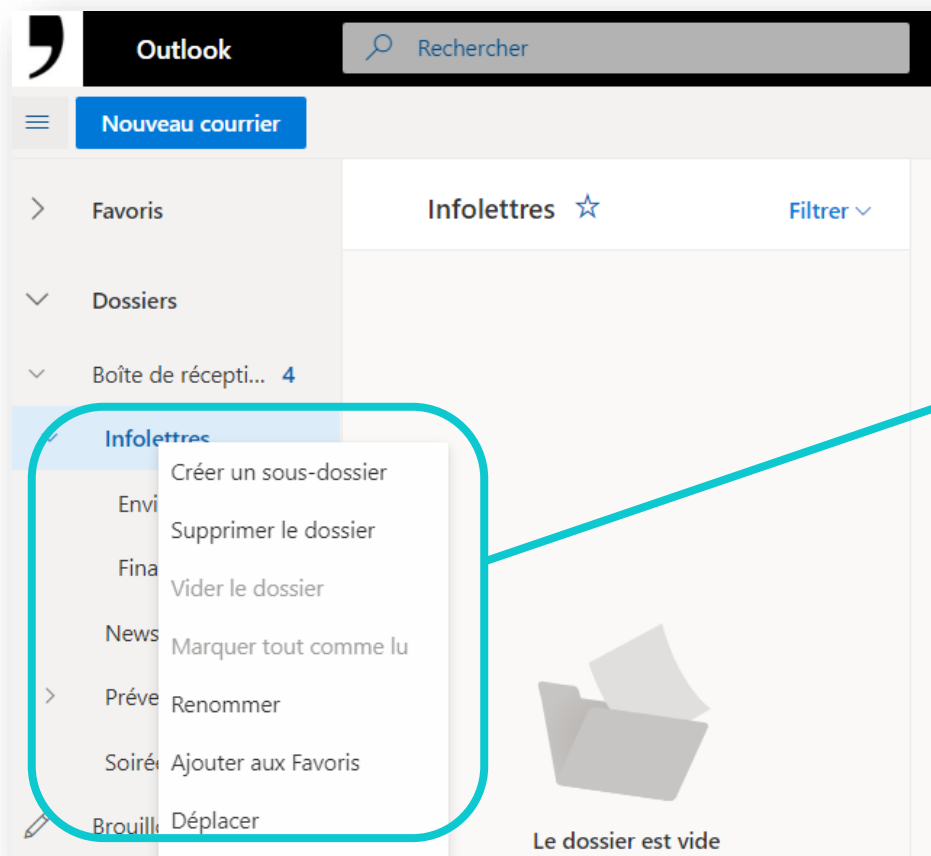 Outlook
Rechercher
Nouveau courrier
Favoris
Infolettres
Filtrer
Dossiers
Boîte de récepti... 4
Infolettres
Créer un sous-dossier
Envi
Supprimer le dossier
Fina
Vider le dossier
News
Marquer tout comme lu
Préve
Renommer
Soirée
Ajouter aux Favoris
Brouill
Déplacer
Le dossier est vide